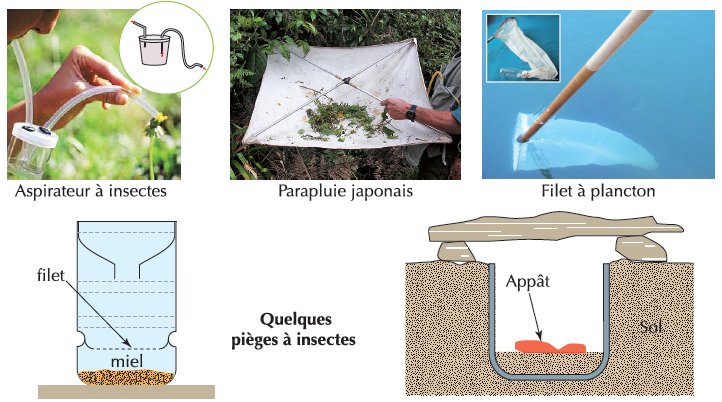 Aspirateur à insectes
Parapluie japonais
Filet à plancton
filet
miel
Quelques
pièges à insectes
Appât
Sol